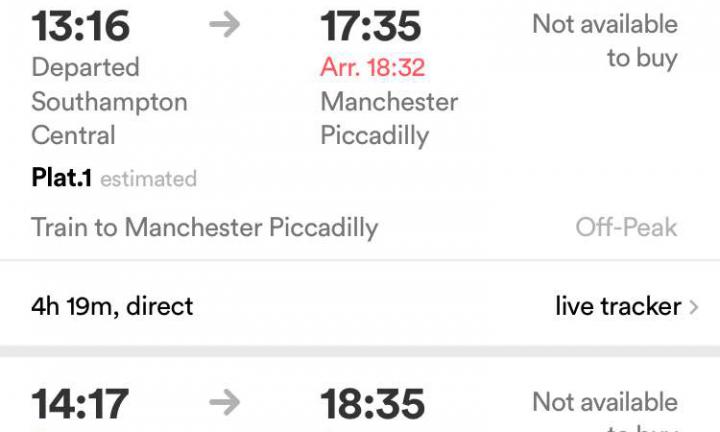 13:16 → 17:35 Not available
Departed Arr. 18:32 to buy
Southampton Manchester
Central Piccadilly
Plat.1 estimated
Train to Manchester Piccadilly Off-Peak
4h 19m, direct live tracker >
14:17 → 18:35 Not available